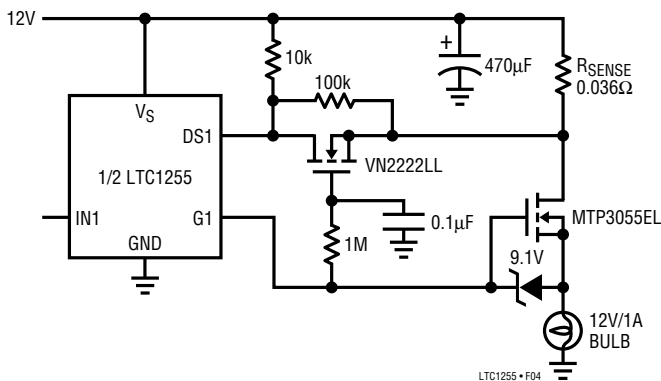 12V
10k
100k
+
470µF
RSENSE
0.036Ω
VS
DS1
1/2 LTC1255
VN2222LL
IN1
G1
GND
1M
0.1µF
MTP3055EL
9.1V
12V/1A
BULB
LTC1255 • F04